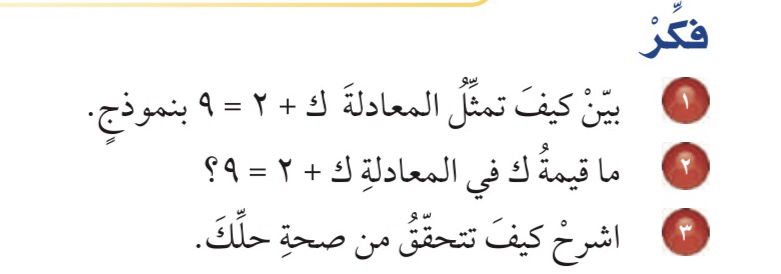 فكِّرْ
١ بيّنْ كيفَ تمثِّلُ المعادلةَ ك + ٢ = ٩ بنموذجٍ.
٢ ما قيمةُ ك في المعادلةِ ك + ٢ = ٩؟
٣ اشرحْ كيفَ تتحقّقُ من صحةِ حلِّكَ.